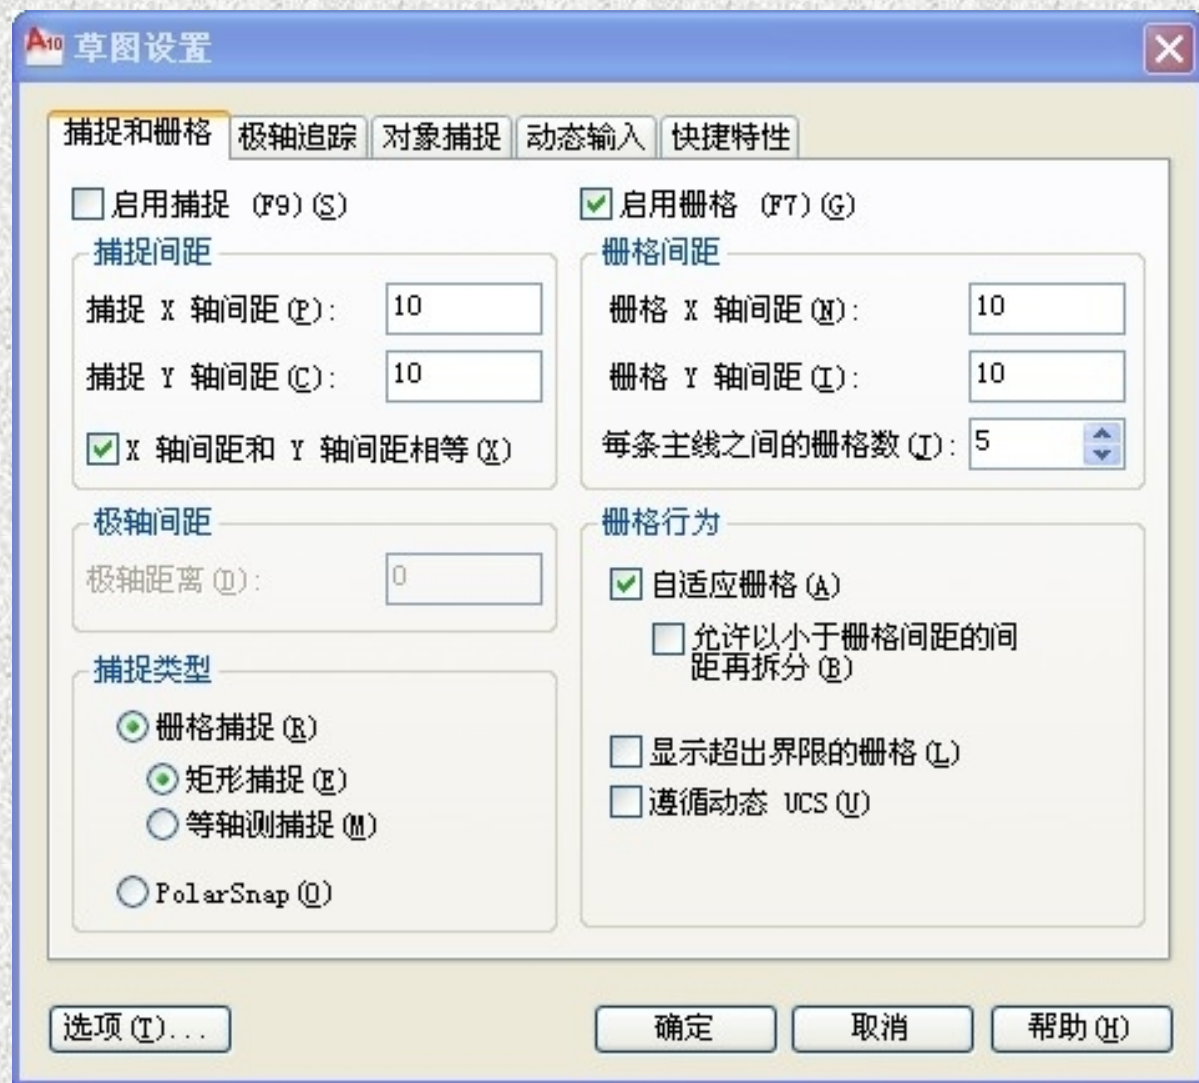 A10 草图设置
捕捉和栅格 极轴追踪 对象捕捉 动态输入 快捷特性
启用捕捉 (F9)(S)
启用栅格 (F7)(G)
捕捉间距
捕捉 X 轴间距(P): 10
捕捉 Y 轴间距(C): 10
X 轴间距和 Y 轴间距相等(X)
栅格间距
栅格 X 轴间距(N): 10
栅格 Y 轴间距(I): 10
每条主线之间的栅格数(J): 5
极轴间距
极轴距离(D): 0
栅格行为
自适应栅格(A)
允许以小于栅格间距的间
距再拆分(B)
显示超出界限的栅格(L)
遵循动态 UCS(U)
捕捉类型
栅格捕捉(R)
矩形捕捉(E)
等轴测捕捉(M)
PolarSnap(O)
选项(T)... 确定 取消 帮助(H)